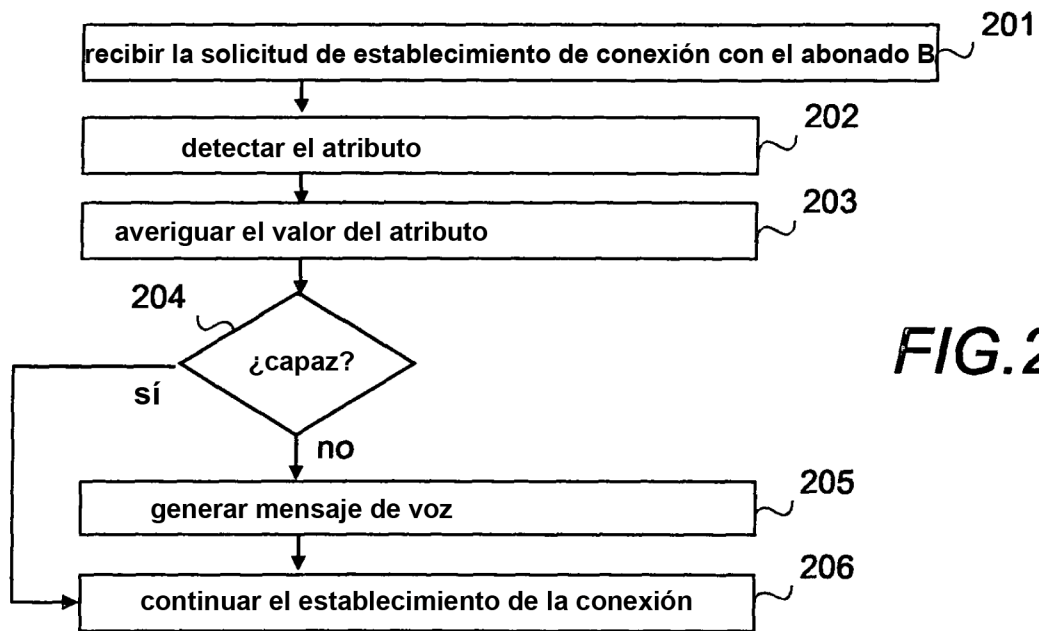 201
recibir la solicitud de establecimiento de conexión con el abonado B
202
detectar el atributo
203
averiguar el valor del atributo
204
¿capaz?
FIG.2
sí
no
205
generar mensaje de voz
206
continuar el establecimiento de la conexión